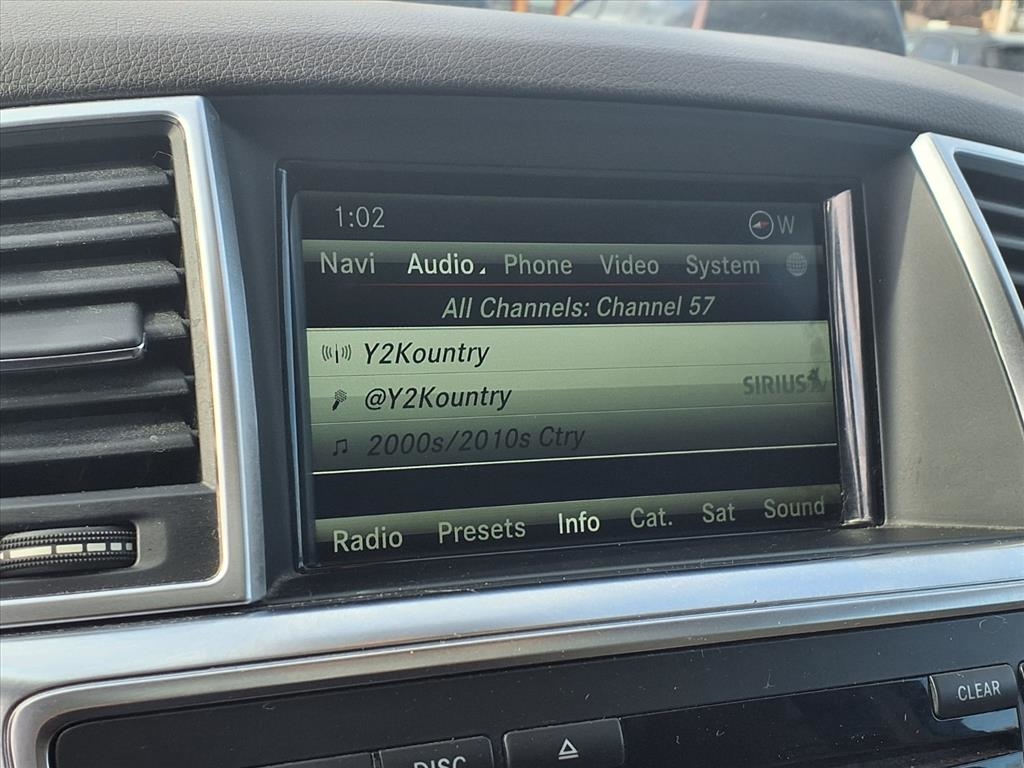 1:02 W
Navi Audio Phone Video System
All Channels: Channel 57
Y2Kountry
@Y2Kountry
SIRIUS
2000s/2010s Ctry
Radio Presets Info Cat. Sat Sound
CLEAR
DISC